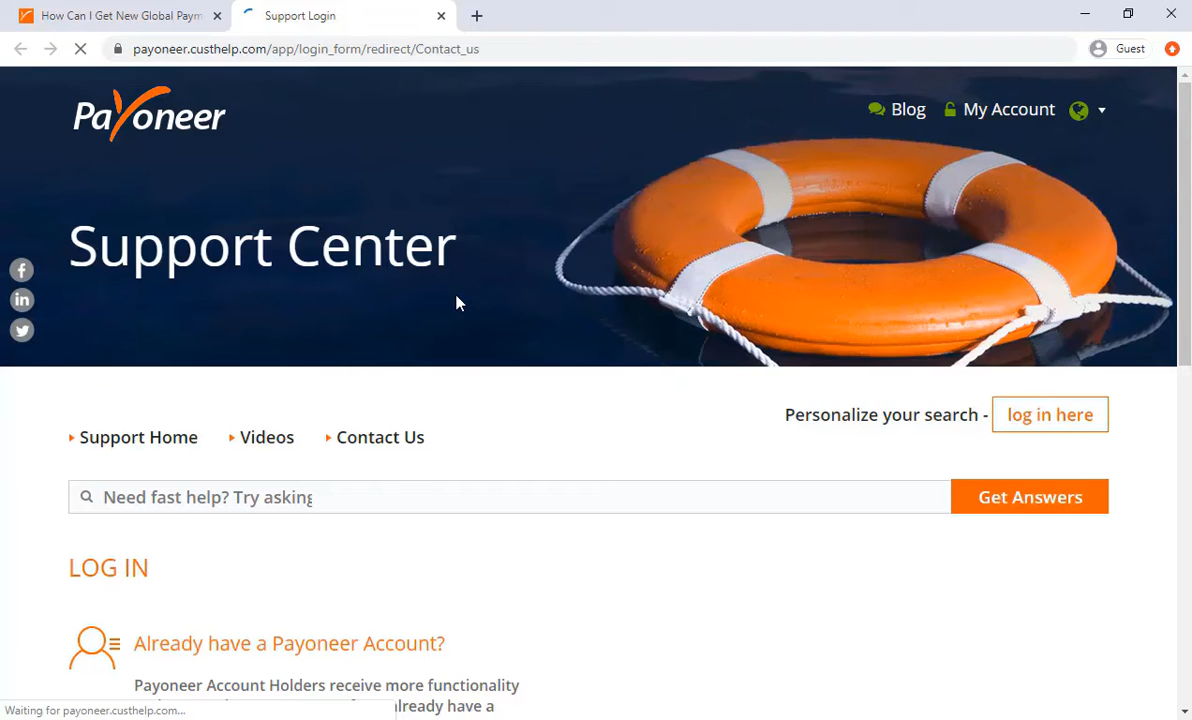 How Can I Get New Global Paym
Support Login
payoneer.custhelp.com/app/login_form/redirect/Contact_us
Guest
Payoneer
Blog
My Account
Support Center
f
in
Personalize your search - log in here
Support Home
Videos
Contact Us
Need fast help? Try asking
Get Answers
LOG IN
Already have a Payoneer Account?
Payoneer Account Holders receive more functionality
already have a
Waiting for payoneer.custhelp.com...